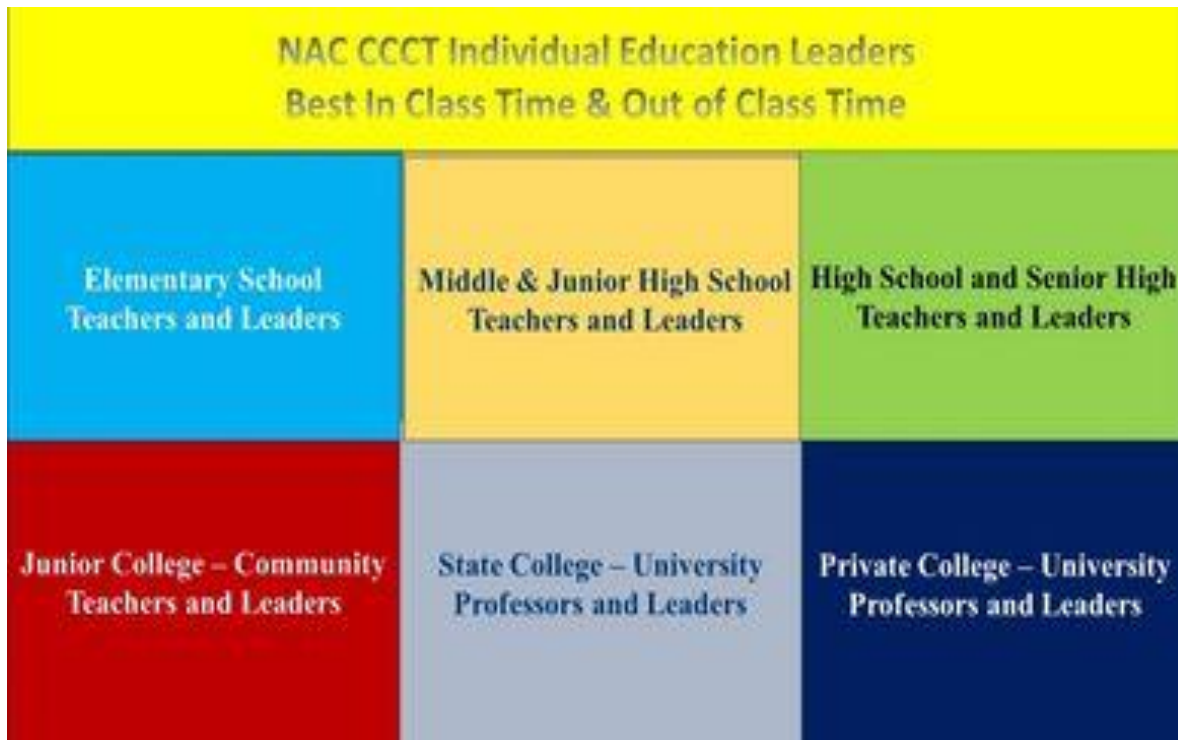 NAC CCCT Individual Education Leaders
Best In Class Time & Out of Class Time
Elementary School
Teachers and Leaders
Middle & Junior High School
Teachers and Leaders
High School and Senior High
Teachers and Leaders
Junior College – Community
Teachers and Leaders
State College – University
Professors and Leaders
Private College – University
Professors and Leaders